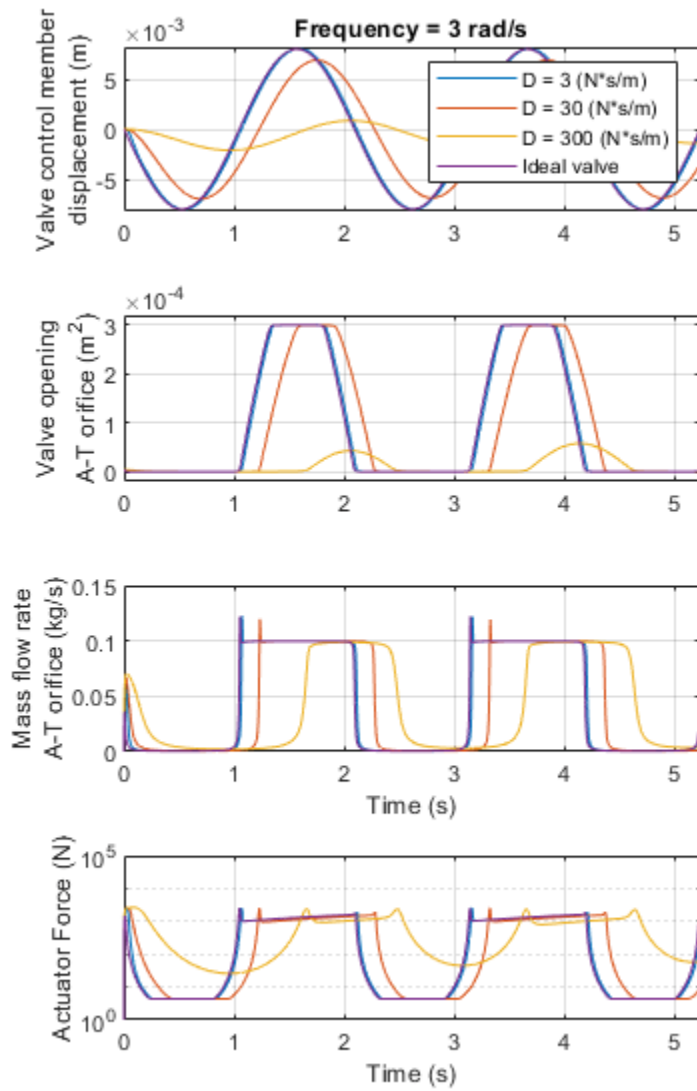 Frequency = 3 rad/s
×10⁻³
Valve control member
displacement (m)
5
0
-5
D = 3 (N*s/m)
D = 30 (N*s/m)
D = 300 (N*s/m)
Ideal valve
0 1 2 3 4 5
×10⁻⁴
Valve opening
A-T orifice (m²)
3
2
1
0
0 1 2 3 4 5
Mass flow rate
A-T orifice (kg/s)
0.15
0.1
0.05
0
0 1 2 3 4 5
Time (s)
Actuator Force (N)
10⁵
10⁰
0 1 2 3 4 5
Time (s)